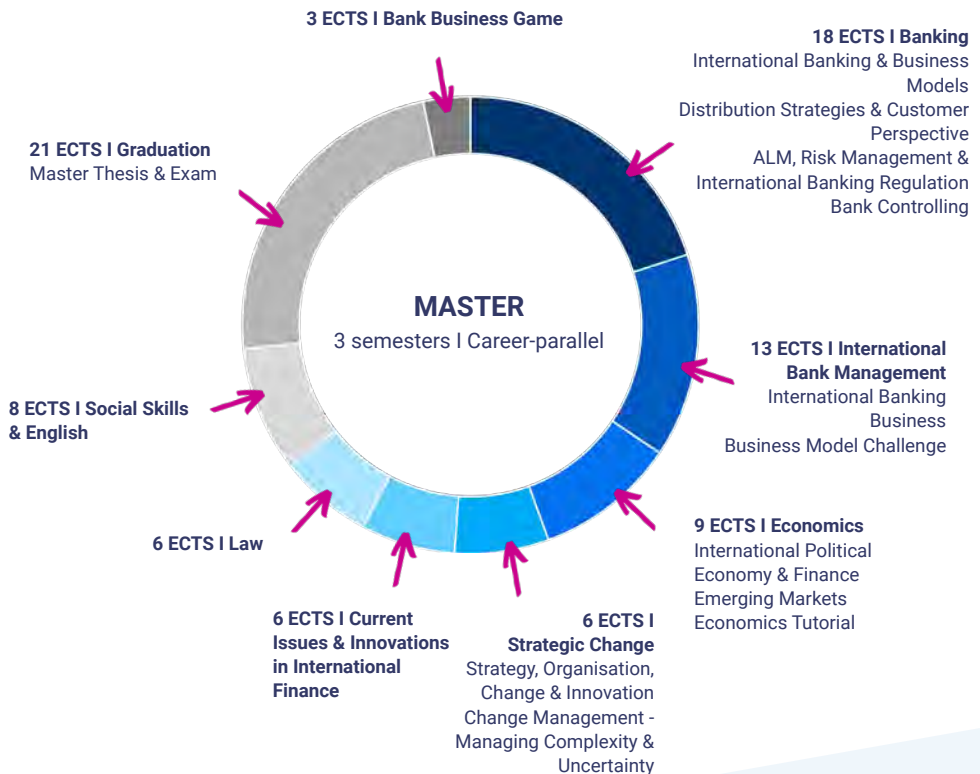 3 ECTS I Bank Business Game
18 ECTS I Banking
International Banking & Business
Models
Distribution Strategies & Customer
Perspective
ALM, Risk Management &
International Banking Regulation
Bank Controlling
21 ECTS I Graduation
Master Thesis & Exam
MASTER
3 semesters I Career-parallel
13 ECTS I International
Bank Management
International Banking
Business
Business Model Challenge
8 ECTS I Social Skills
& English
9 ECTS I Economics
International Political
Economy & Finance
Emerging Markets
Economics Tutorial
6 ECTS I Law
6 ECTS I Current
Issues & Innovations
in International
Finance
6 ECTS I
Strategic Change
Strategy, Organisation,
Change & Innovation
Change Management -
Managing Complexity &
Uncertainty